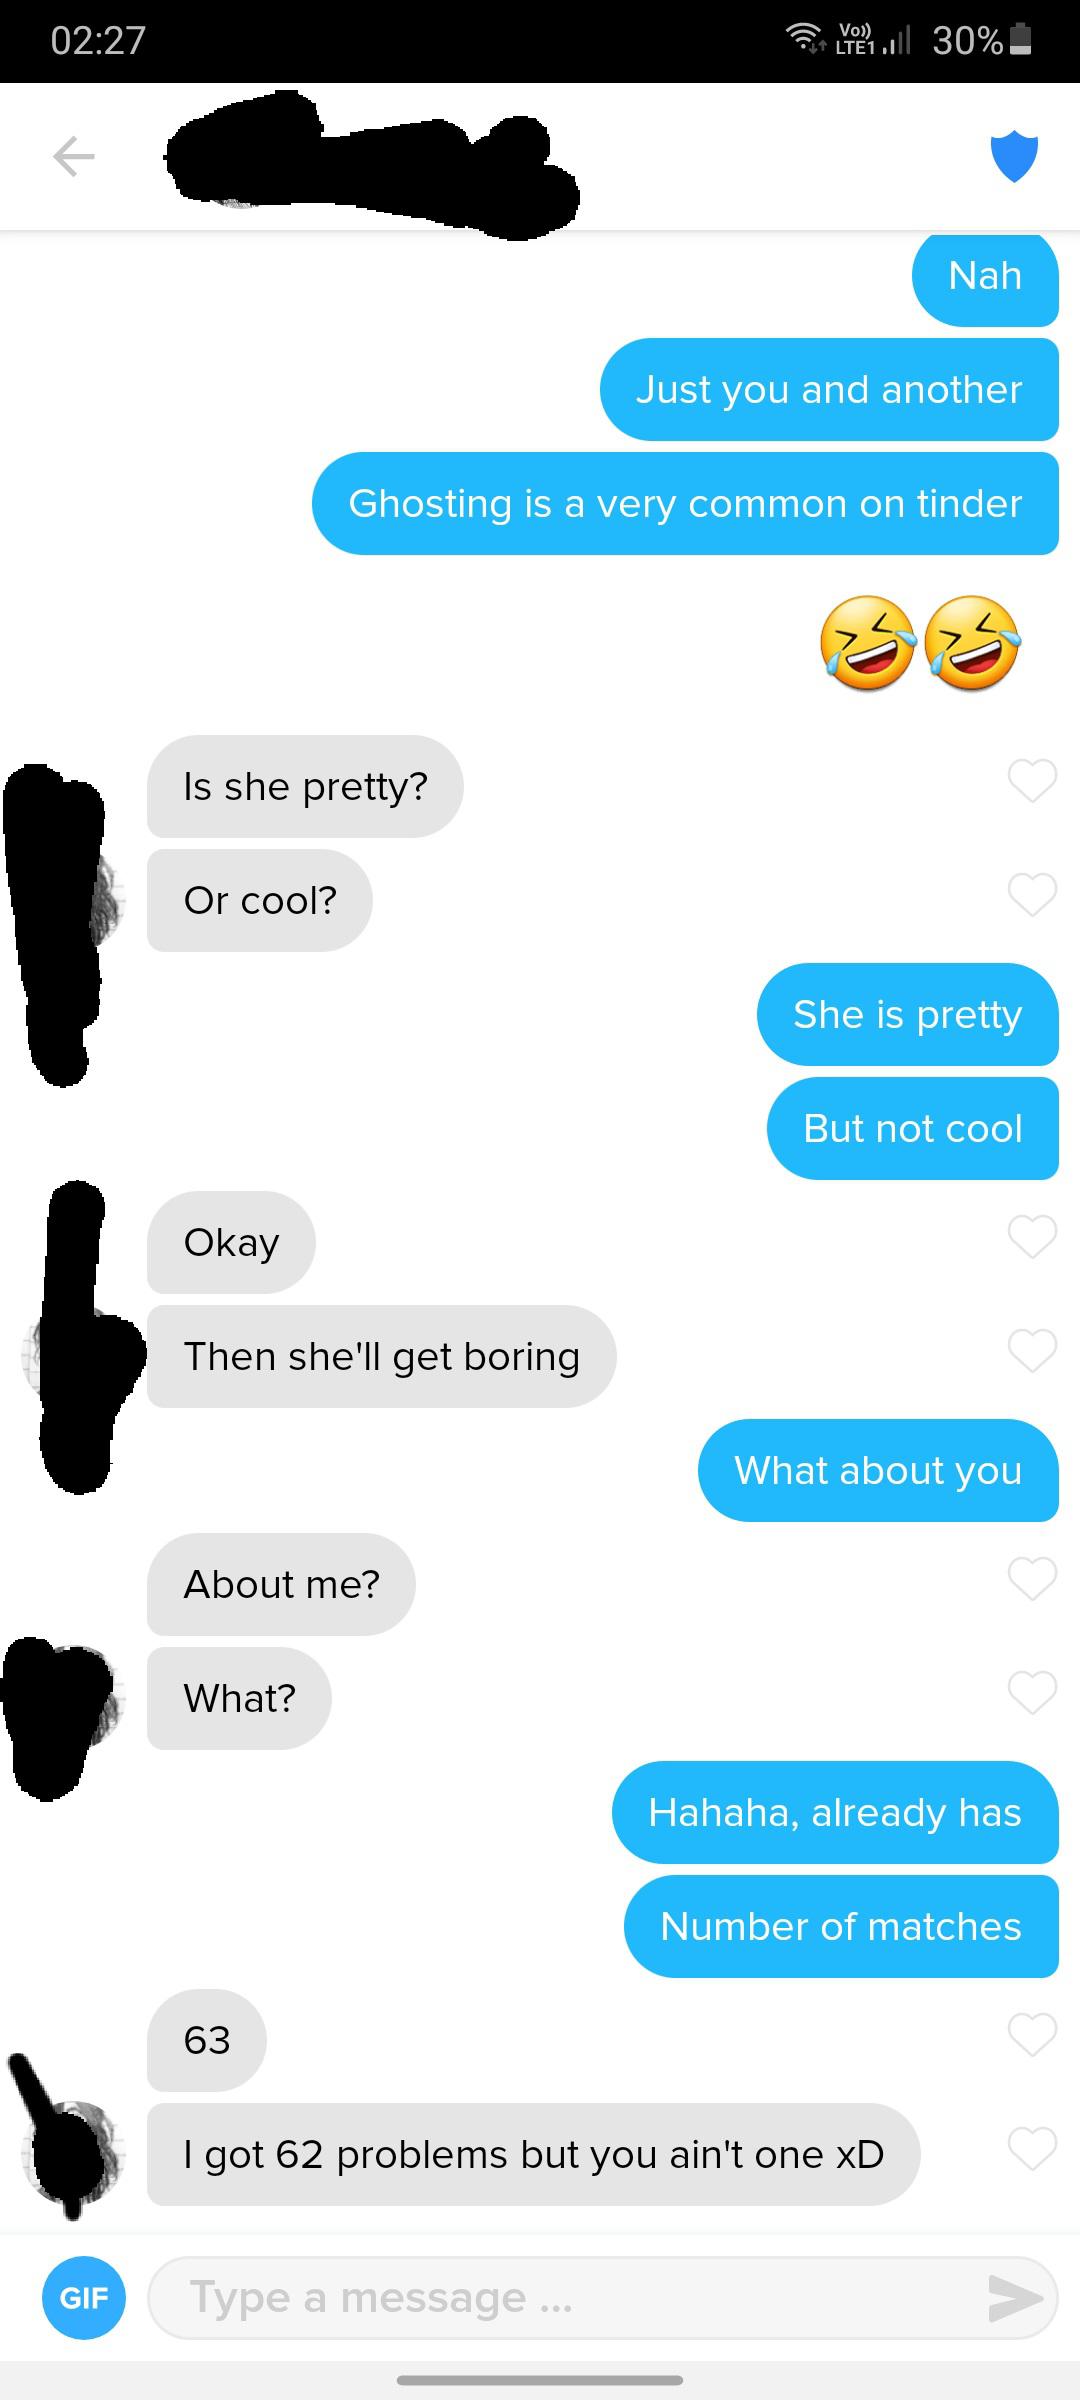 02:27
Vo)) LTE1 30%
Nah
Just you and another
Ghosting is a very common on tinder
🤣🤣
Is she pretty?
Or cool?
She is pretty
But not cool
Okay
Then she'll get boring
What about you
About me?
What?
Hahaha, already has
Number of matches
63
I got 62 problems but you ain't one xD
GIF Type a message ...